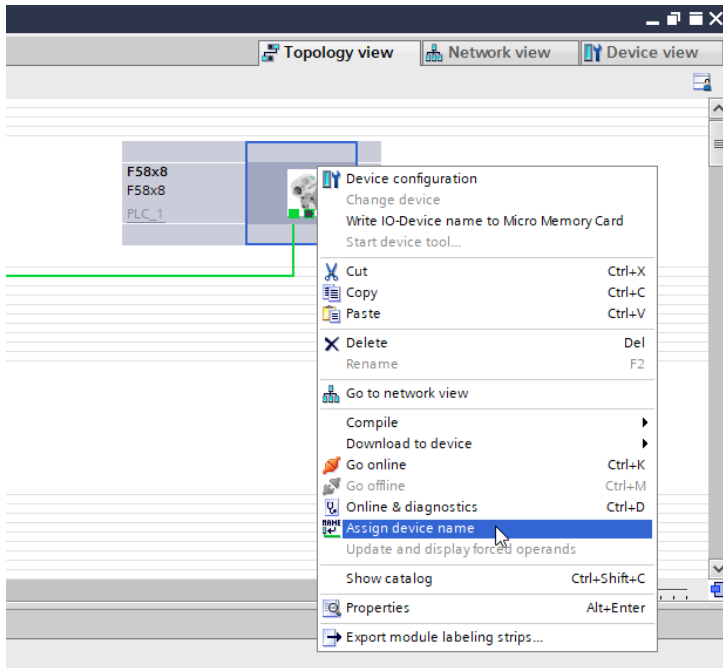 Topology view
Network view
Device view
F58x8
F58x8
PLC_1
Device configuration
Change device
Write IO-Device name to Micro Memory Card
Start device tool...
Cut Ctrl+X
Copy Ctrl+C
Paste Ctrl+V
Delete Del
Rename F2
Go to network view
Compile
Download to device
Go online Ctrl+K
Go offline Ctrl+M
Online & diagnostics Ctrl+D
NAME Assign device name
Update and display forced operands
Show catalog Ctrl+Shift+C
Properties Alt+Enter
Export module labeling strips...